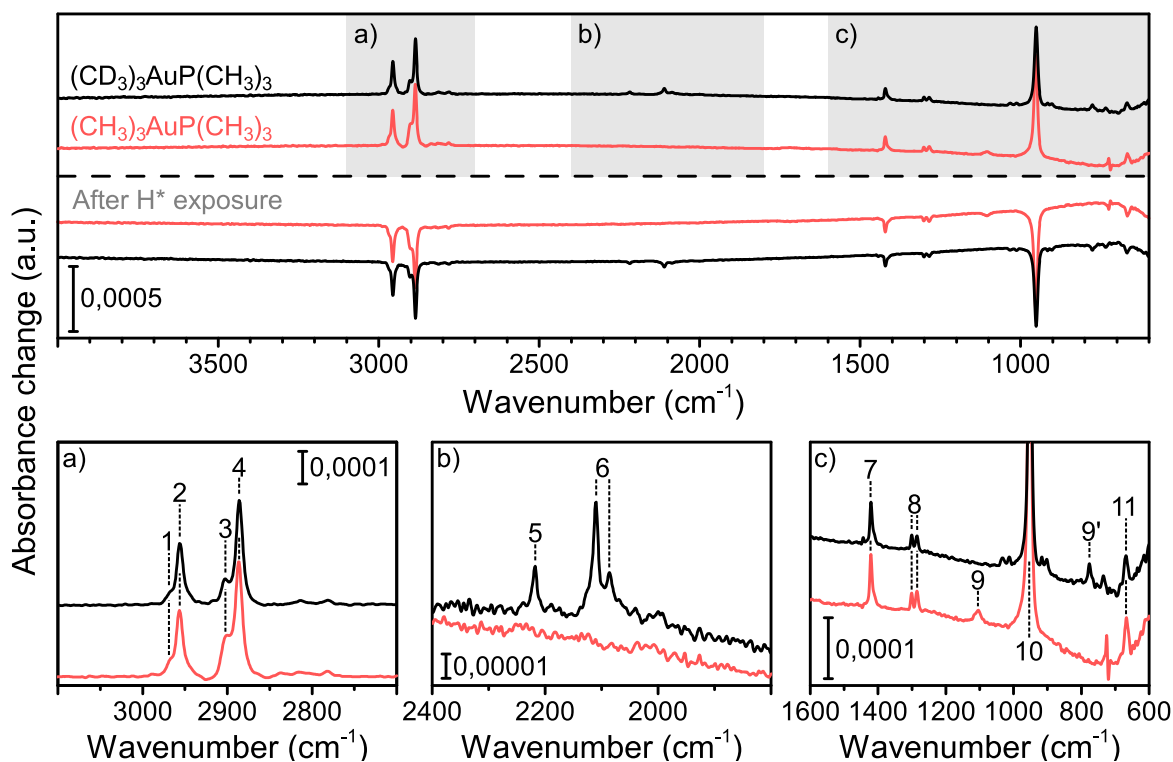 a)
b)
c)
(CD₃)₃AuP(CH₃)₃
(CH₃)₃AuP(CH₃)₃
After H* exposure
0,0005
3500 3000 2500 2000 1500 1000
Wavenumber (cm⁻¹)
Absorbance change (a.u.)
a)
0,0001
1
2
3
4
3000 2900 2800
Wavenumber (cm⁻¹)
b)
5
6
0,00001
2400 2200 2000
Wavenumber (cm⁻¹)
c)
7
8
9
10
9'
11
0,0001
1600 1400 1200 1000 800 600
Wavenumber (cm⁻¹)